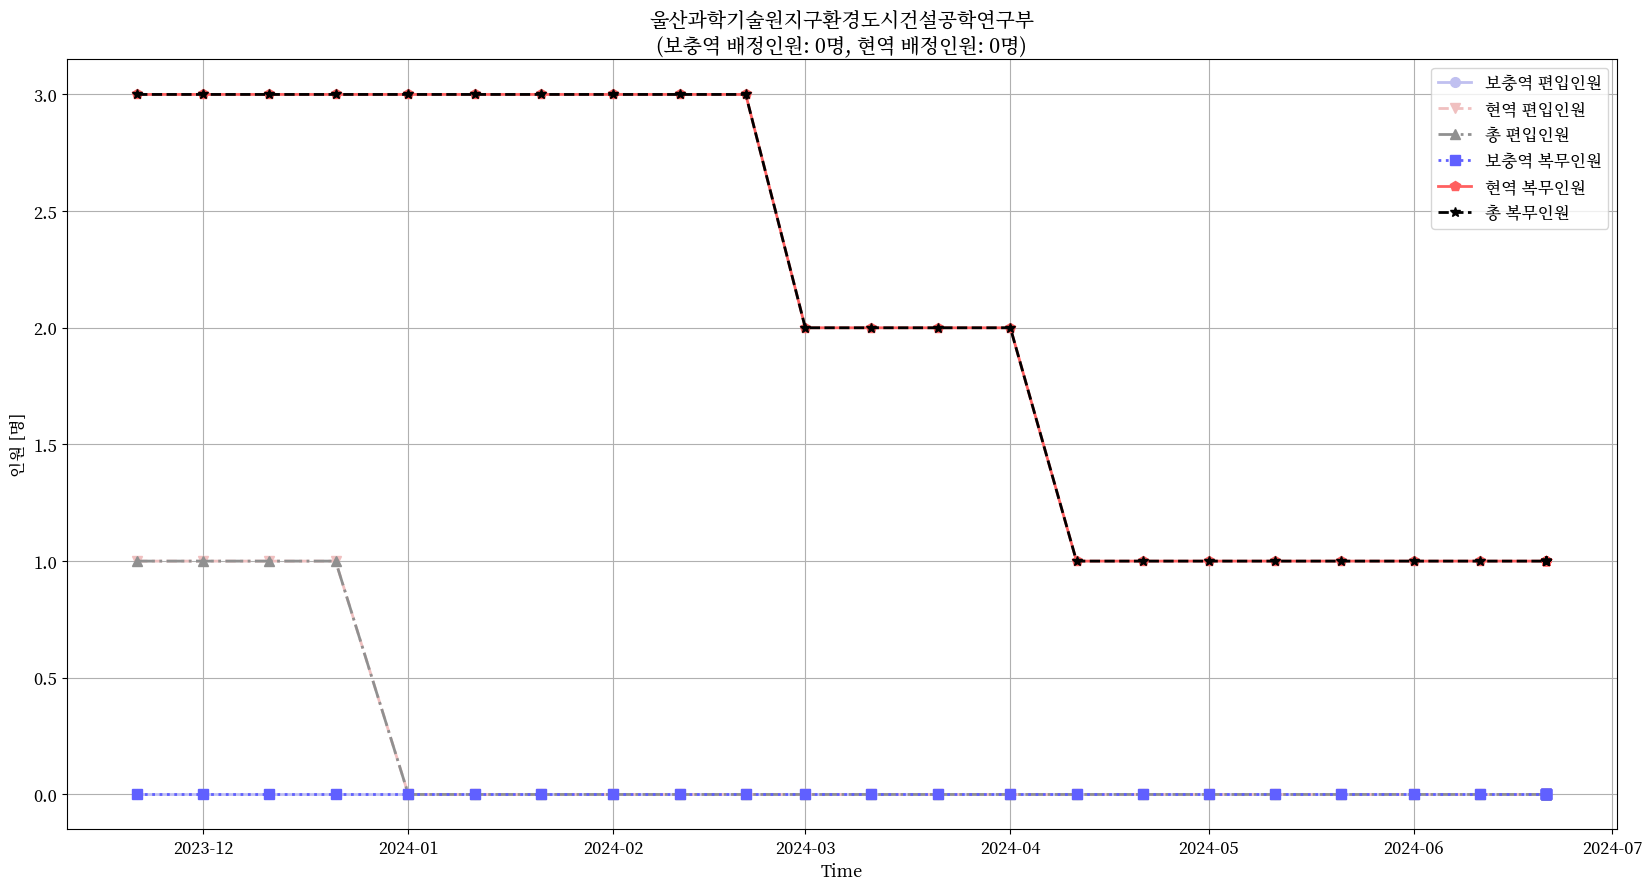 울산과학기술원지구환경도시건설공학연구부
(보충역 배정인원: 0명, 현역 배정인원: 0명)
보충역 편입인원
현역 편입인원
총 편입인원
보충역 복무인원
현역 복무인원
총 복무인원
인원 [명]
3.0
2.5
2.0
1.5
1.0
0.5
0.0
2023-12
2024-01
2024-02
2024-03
2024-04
2024-05
2024-06
2024-07
Time